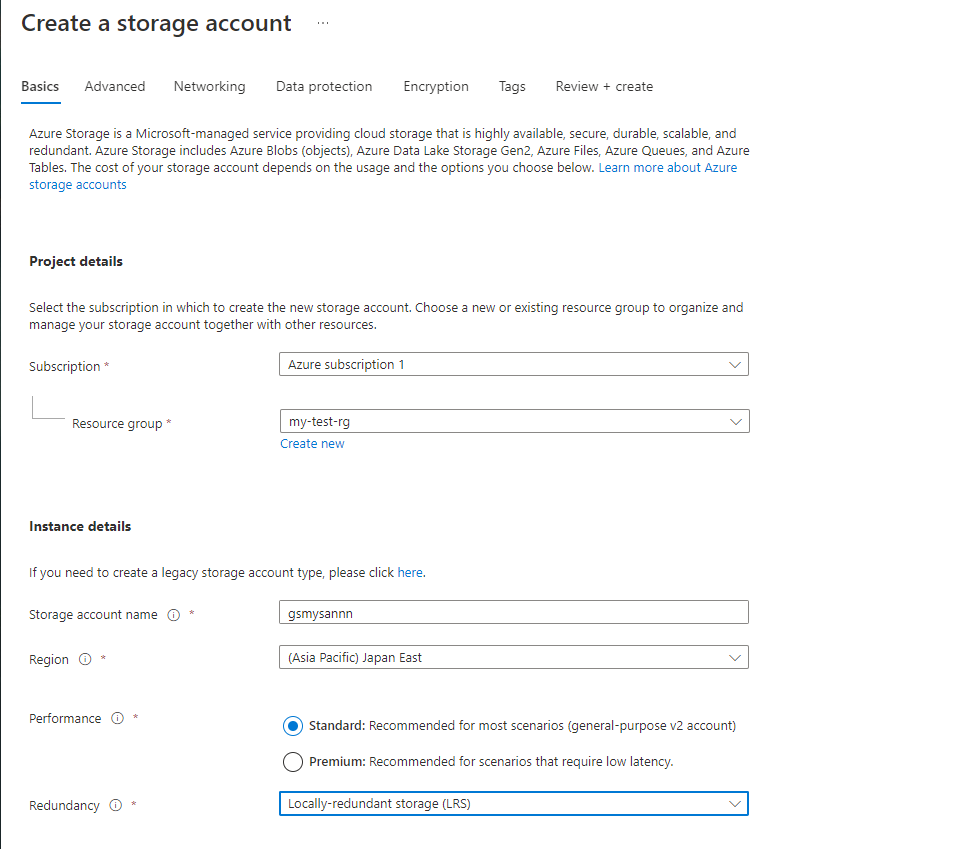 Create a storage account ...
Basics Advanced Networking Data protection Encryption Tags Review + create
Azure Storage is a Microsoft-managed service providing cloud storage that is highly available, secure, durable, scalable, and
redundant. Azure Storage includes Azure Blobs (objects), Azure Data Lake Storage Gen2, Azure Files, Azure Queues, and Azure
Tables. The cost of your storage account depends on the usage and the options you choose below. Learn more about Azure
storage accounts
Project details
Select the subscription in which to create the new storage account. Choose a new or existing resource group to organize and
manage your storage account together with other resources.
Subscription * Azure subscription 1
Resource group * my-test-rg
Create new
Instance details
If you need to create a legacy storage account type, please click here.
Storage account name * gsmysannn
Region * (Asia Pacific) Japan East
Performance * Standard: Recommended for most scenarios (general-purpose v2 account)
Premium: Recommended for scenarios that require low latency.
Redundancy * Locally-redundant storage (LRS)